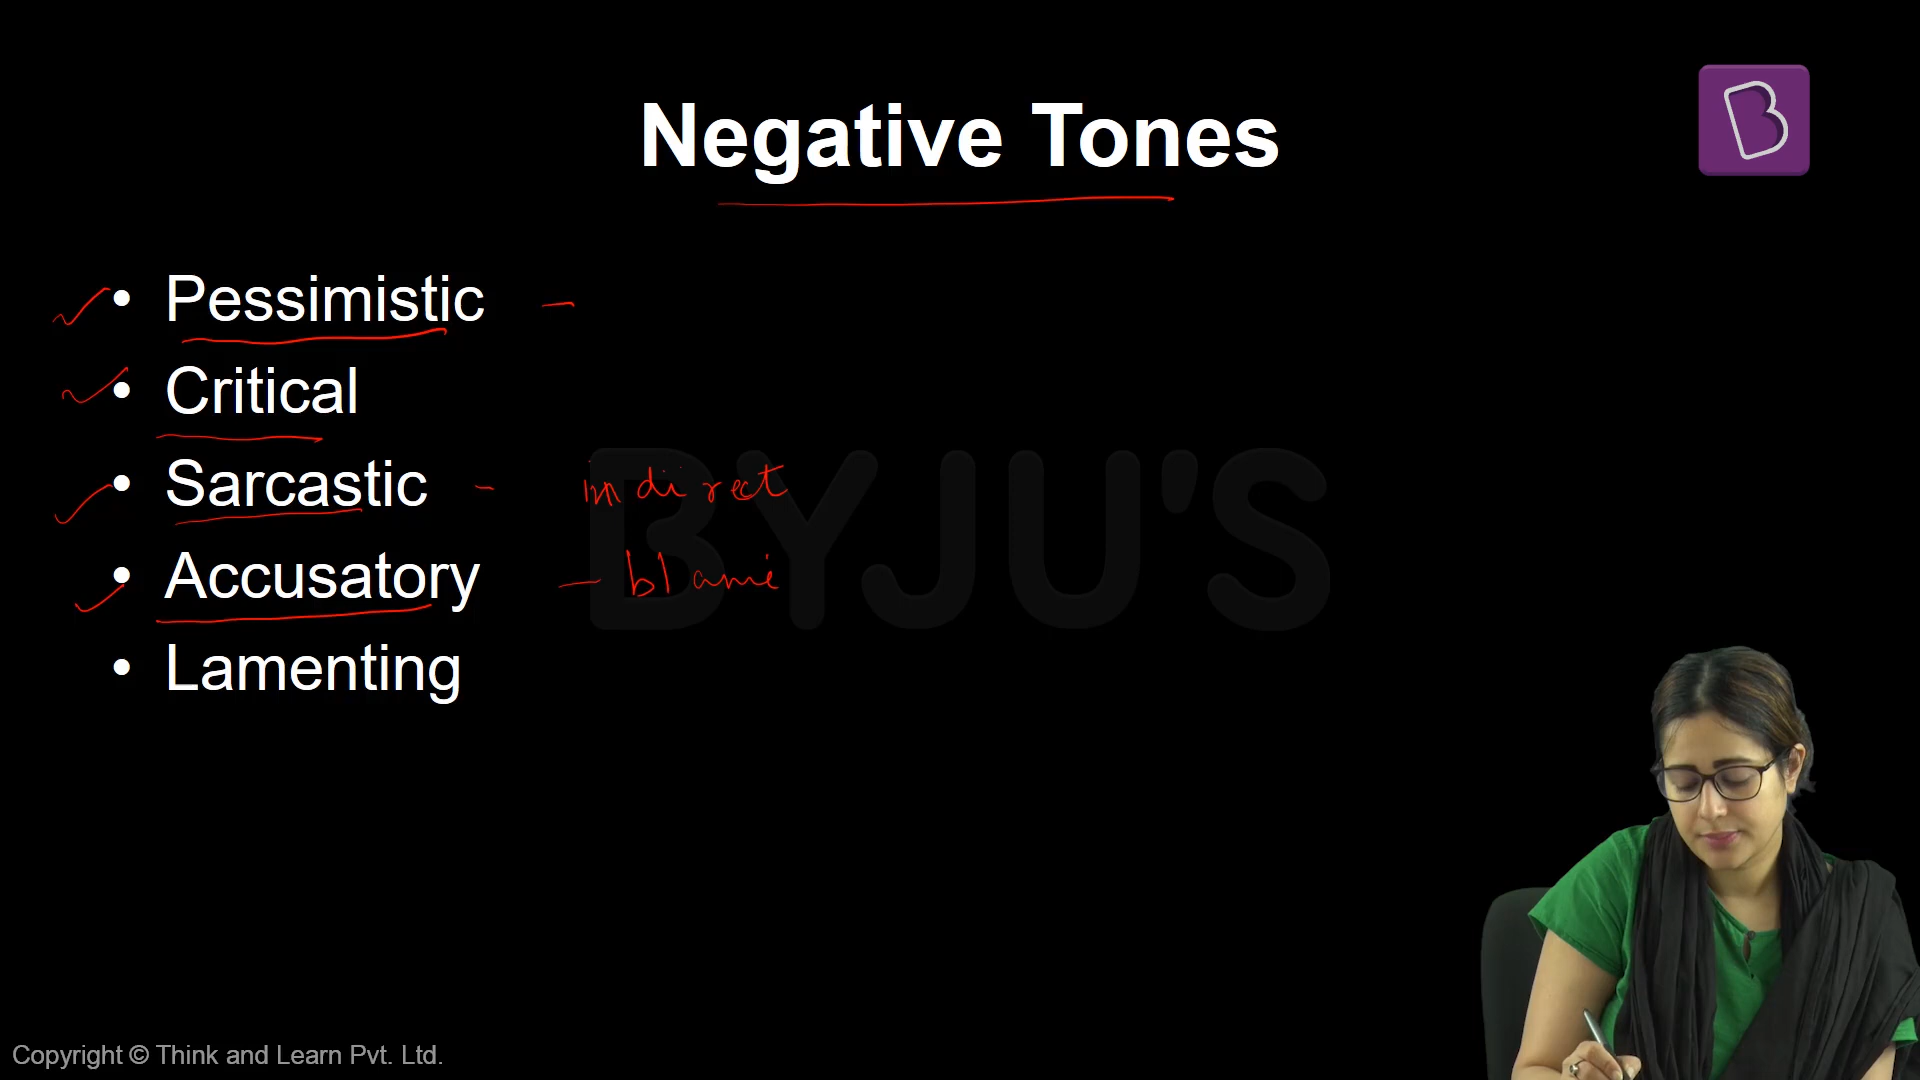 Negative Tones
• Pessimistic –
• Critical
• Sarcastic – indirect
• Accusatory – blame
• Lamenting
BYJU'S
Copyright © Think and Learn Pvt. Ltd.